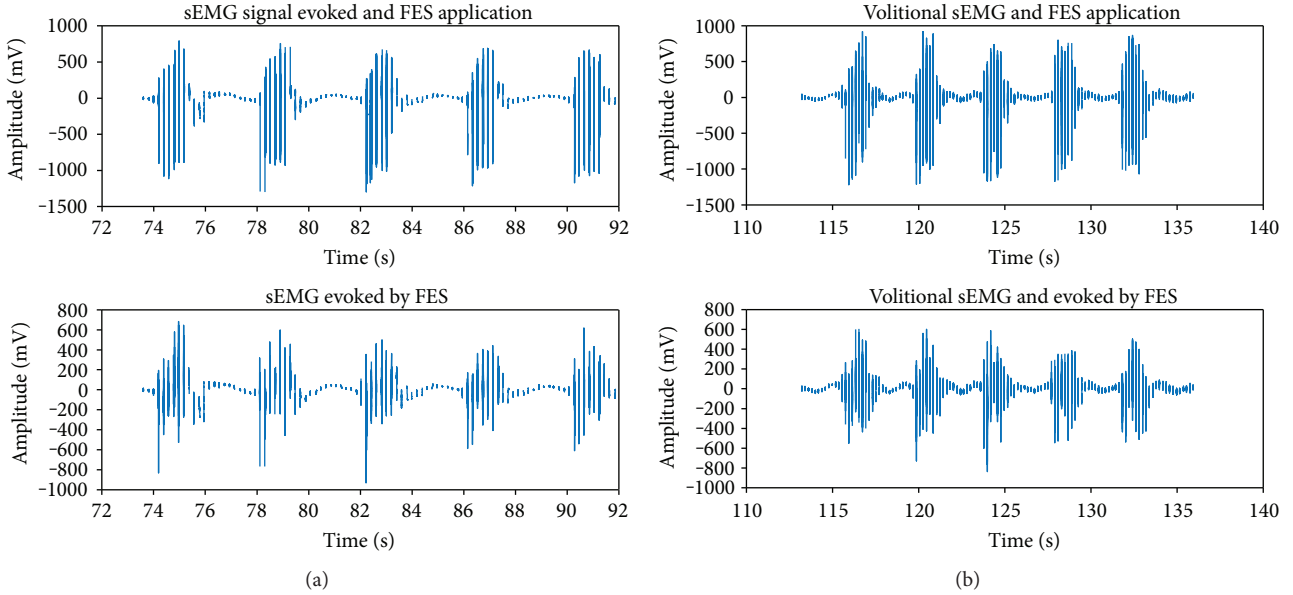 sEMG signal evoked and FES application
Amplitude (mV)
1000
500
0
−500
−1000
−1500
72 74 76 78 80 82 84 86 88 90 92
Time (s)
Volitional sEMG and FES application
Amplitude (mV)
1000
500
0
−500
−1000
−1500
110 115 120 125 130 135 140
Time (s)
sEMG evoked by FES
Amplitude (mV)
800
600
400
200
0
−200
−400
−600
−800
−1000
72 74 76 78 80 82 84 86 88 90 92
Time (s)
(a)
Volitional sEMG and evoked by FES
Amplitude (mV)
800
600
400
200
0
−200
−400
−600
−800
−1000
110 115 120 125 130 135 140
Time (s)
(b)